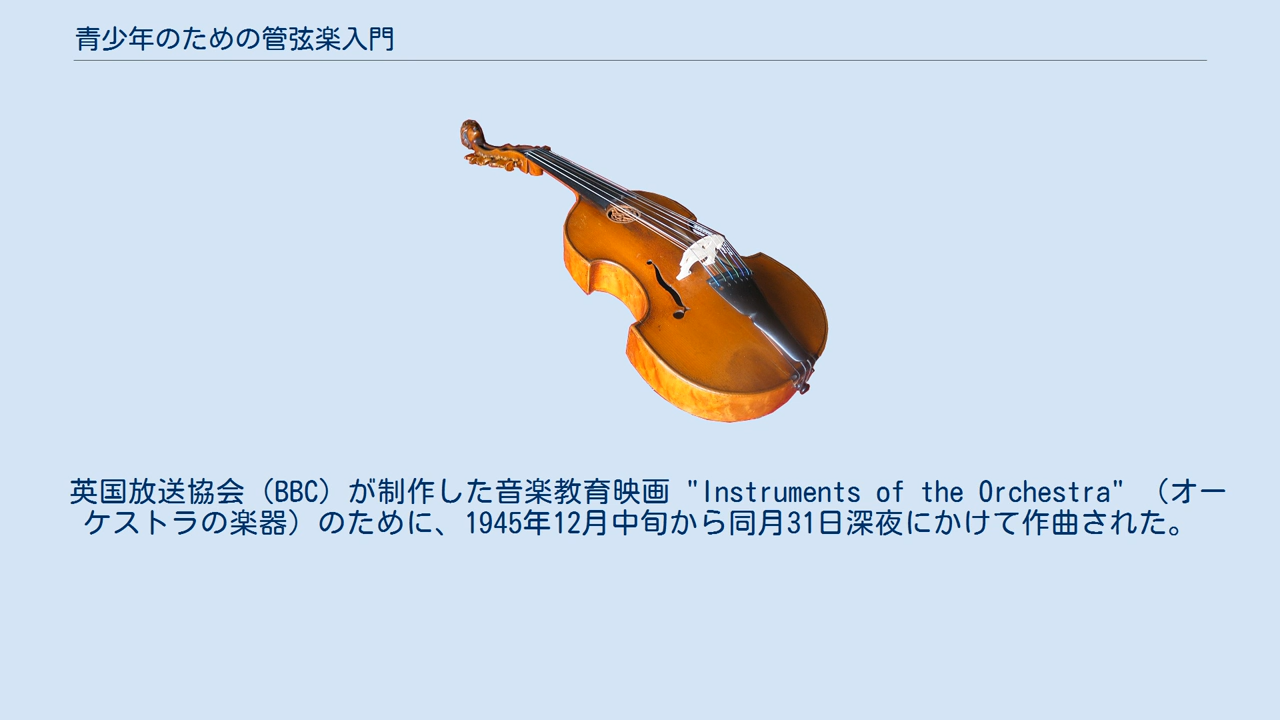 青少年のための管弦楽入門
英国放送協会（BBC）が制作した音楽教育映画 "Instruments of the Orchestra" （オー
ケストラの楽器）のために、1945年12月中旬から同月31日深夜にかけて作曲された。